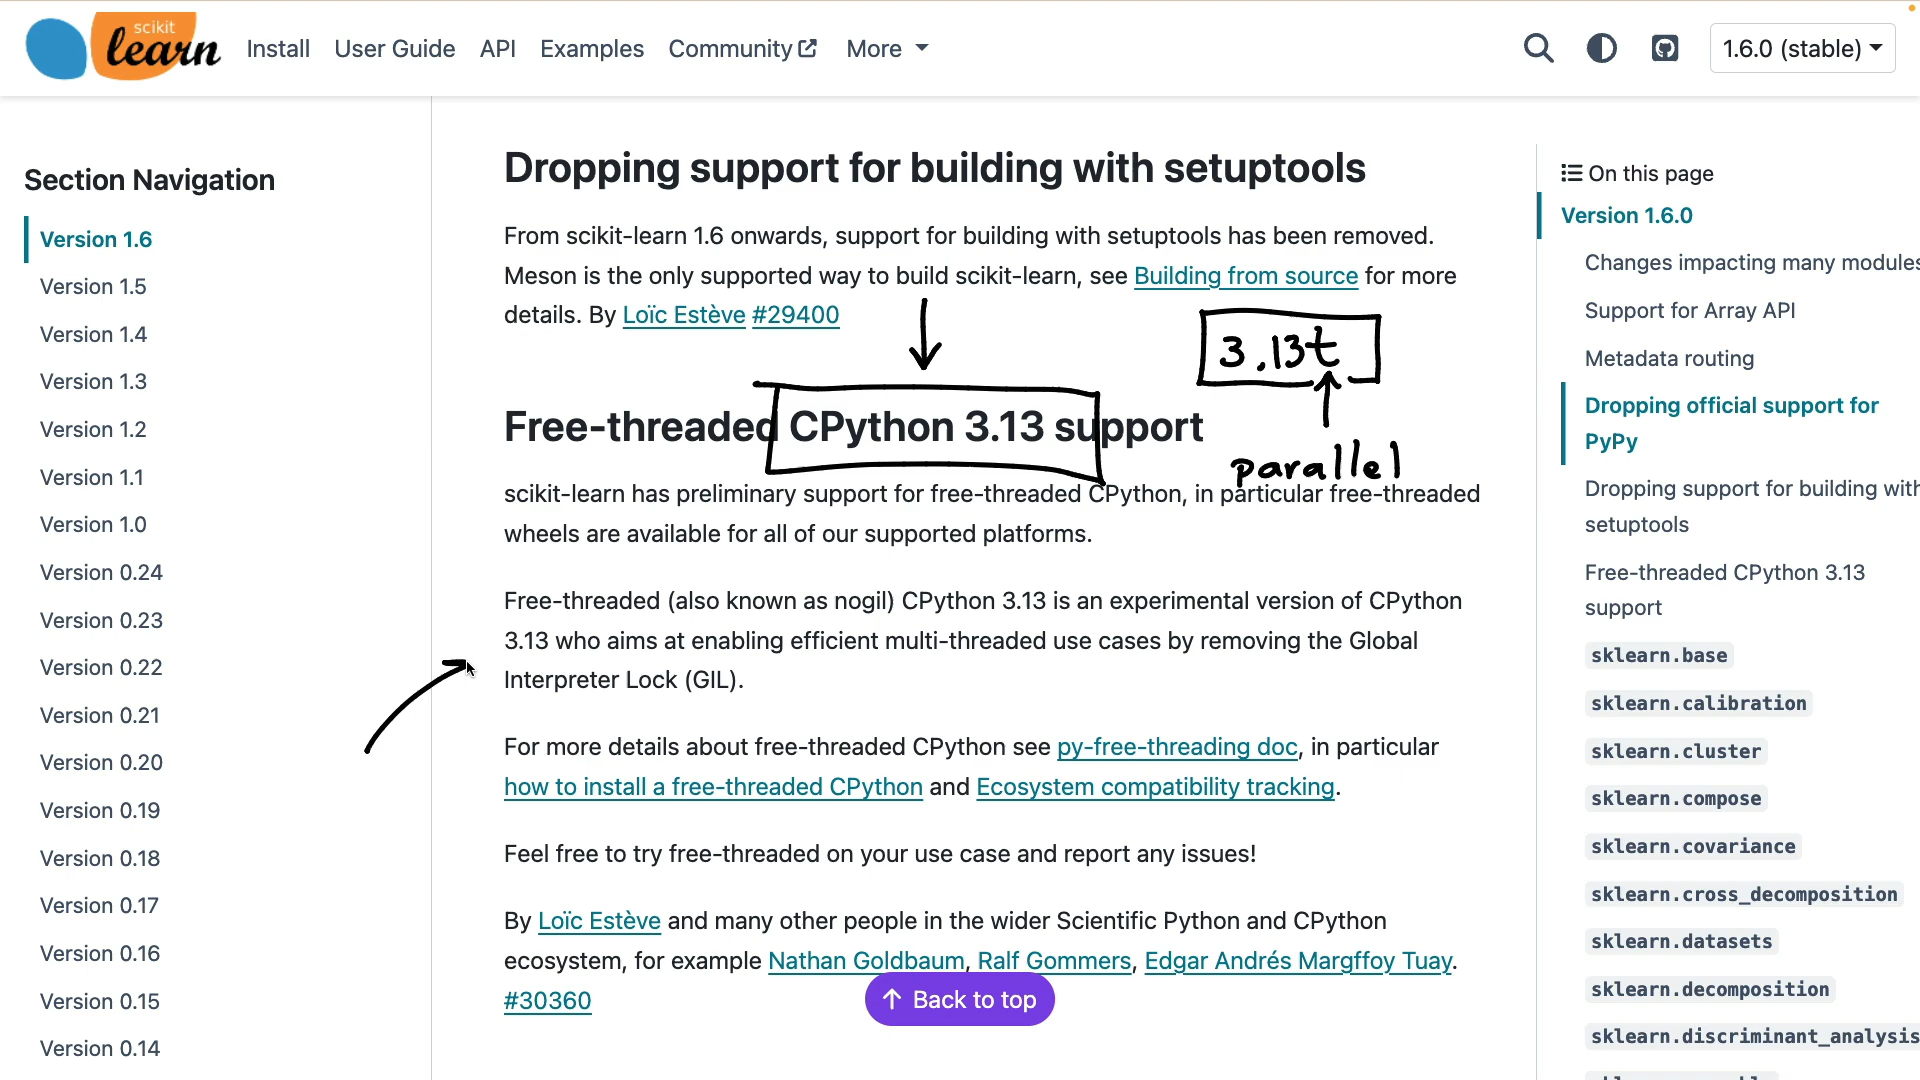 scikit
learn
Install User Guide API Examples Community More
1.6.0 (stable)
Section Navigation
Version 1.6
Version 1.5
Version 1.4
Version 1.3
Version 1.2
Version 1.1
Version 1.0
Version 0.24
Version 0.23
Version 0.22
Version 0.21
Version 0.20
Version 0.19
Version 0.18
Version 0.17
Version 0.16
Version 0.15
Version 0.14
Dropping support for building with setuptools
From scikit-learn 1.6 onwards, support for building with setuptools has been removed.
Meson is the only supported way to build scikit-learn, see Building from source for more
details. By Loïc Estève #29400
3.13t
parallel
Free-threaded CPython 3.13 support
scikit-learn has preliminary support for free-threaded CPython, in particular free-threaded
wheels are available for all of our supported platforms.
Free-threaded (also known as nogil) CPython 3.13 is an experimental version of CPython
3.13 who aims at enabling efficient multi-threaded use cases by removing the Global
Interpreter Lock (GIL).
For more details about free-threaded CPython see py-free-threading doc, in particular
how to install a free-threaded CPython and Ecosystem compatibility tracking.
Feel free to try free-threaded on your use case and report any issues!
By Loïc Estève and many other people in the wider Scientific Python and CPython
ecosystem, for example Nathan Goldbaum, Ralf Gommers, Edgar Andrés Margffoy Tuay.
#30360
Back to top
On this page
Version 1.6.0
Changes impacting many modules
Support for Array API
Metadata routing
Dropping official support for
PyPy
Dropping support for building with
setuptools
Free-threaded CPython 3.13
support
sklearn.base
sklearn.calibration
sklearn.cluster
sklearn.compose
sklearn.covariance
sklearn.cross_decomposition
sklearn.datasets
sklearn.decomposition
sklearn.discriminant_analysis